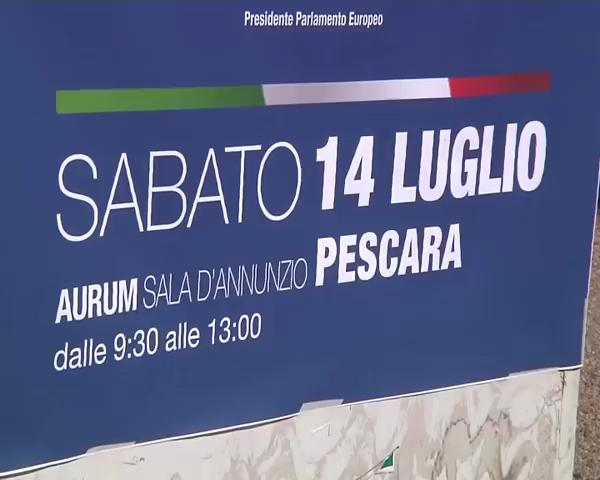 Presidente Parlamento Europeo
SABATO 14 LUGLIO
AURUM SALA D'ANNUNZIO PESCARA
dalle 9:30 alle 13:00